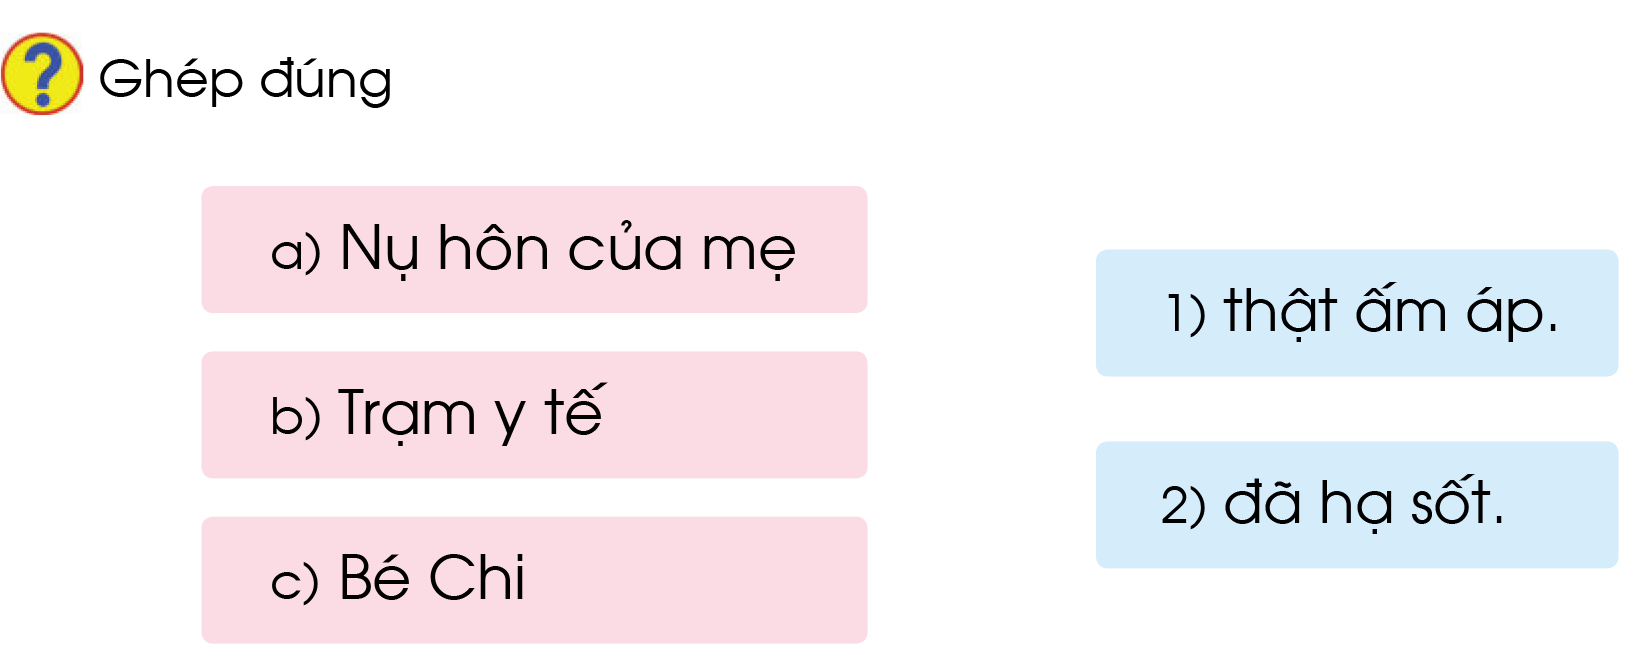 ?
Ghép đúng
a) Nụ hôn của mẹ
b) Trạm y tế
c) Bé Chi
1) thật ấm áp.
2) đã hạ sốt.